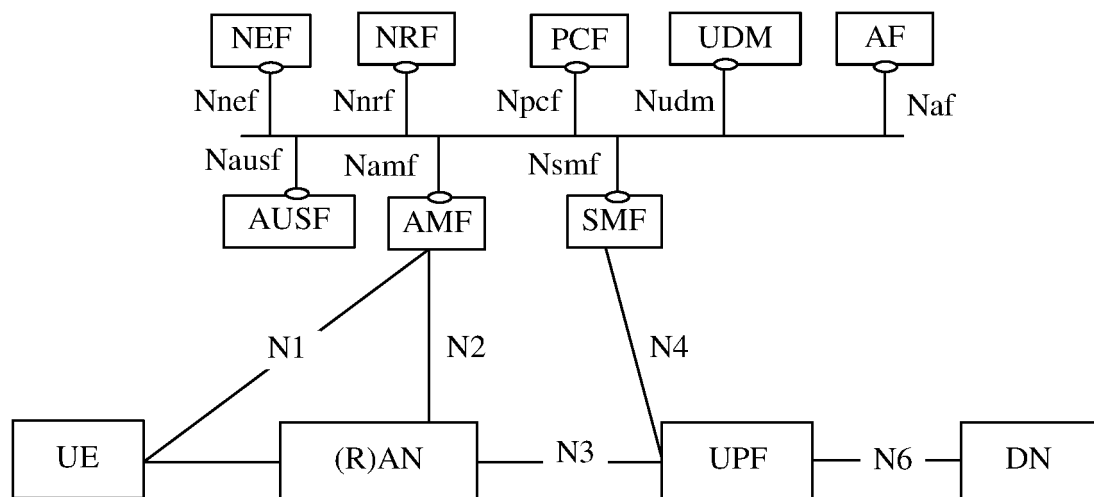 NEF NRF PCF UDM AF
Nnef Nnrf Npcf Nudm Naf
Nausf Namf Nsmf
AUSF AMF SMF
N1 N2 N4
UE (R)AN N3 UPF N6 DN